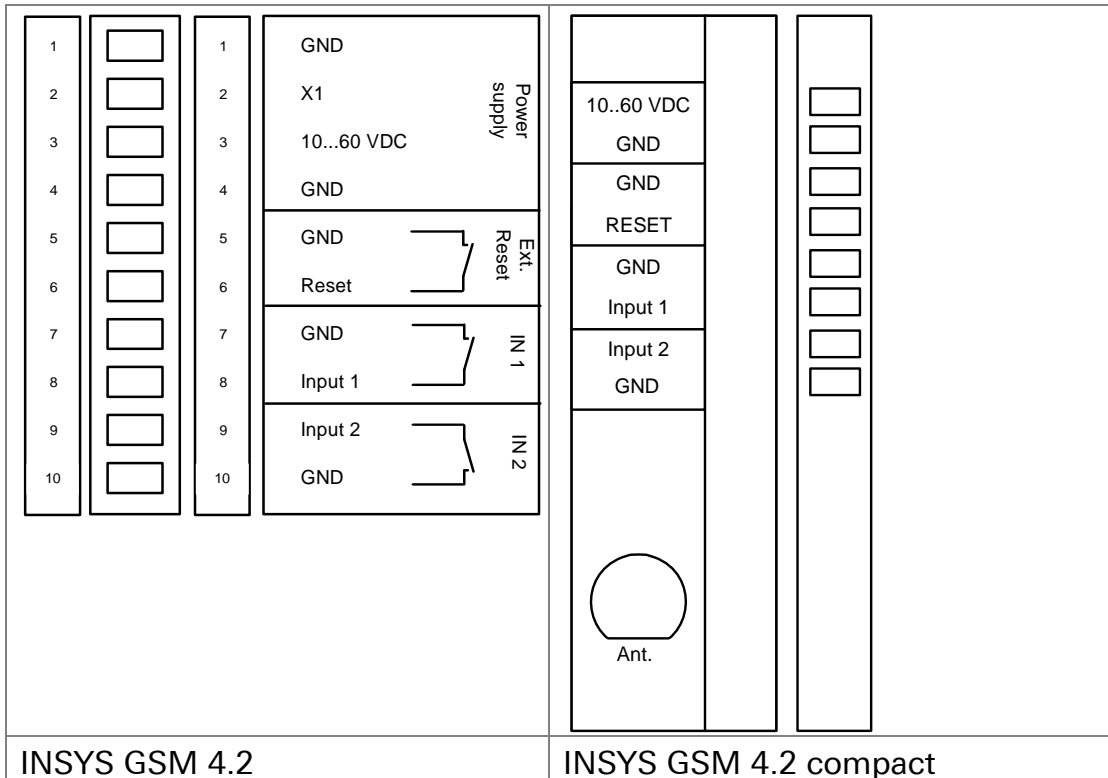 1 1 GND
2 2 X1
3 3 10...60 VDC
4 4 GND
Power
supply
5 5 GND
6 6 Reset
Ext.
Reset
7 7 GND
8 8 Input 1
IN 1
9 9 Input 2
10 10 GND
IN 2
INSYS GSM 4.2
10..60 VDC
GND
GND
RESET
GND
Input 1
Input 2
GND
Ant.
INSYS GSM 4.2 compact